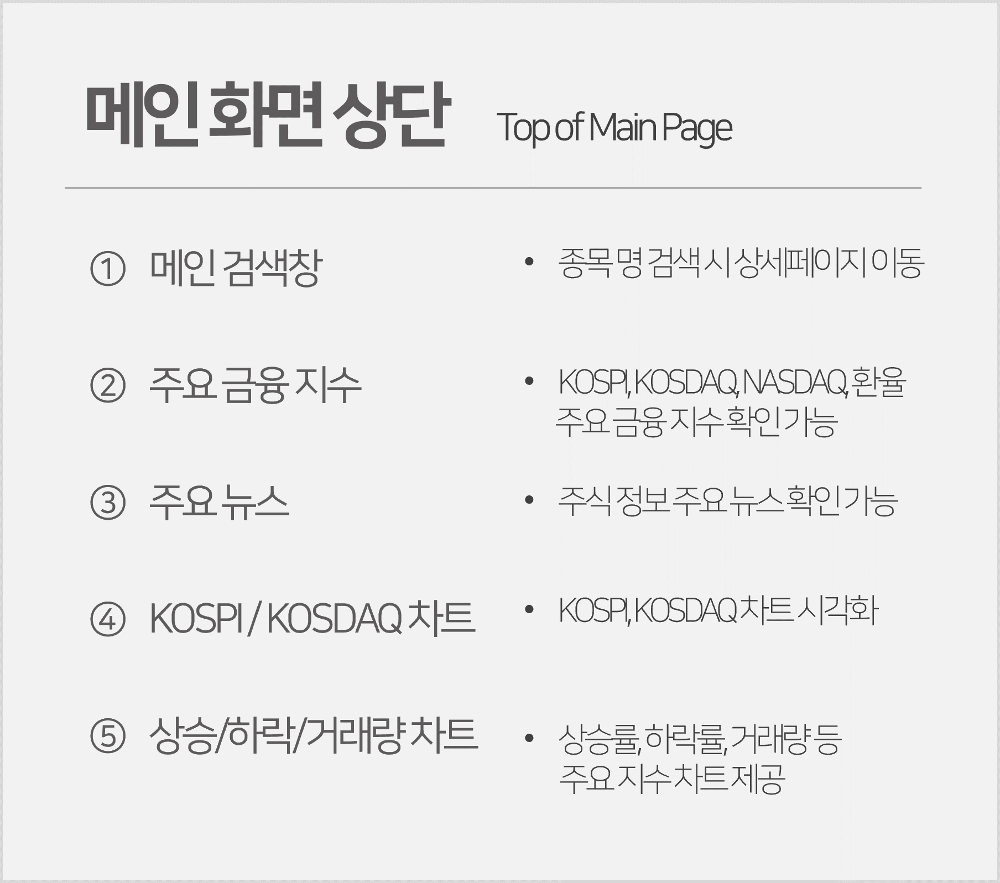 메인 화면 상단 Top of Main Page
① 메인 검색창
• 종목 명 검색 시 상세페이지 이동
② 주요 금융 지수
• KOSPI, KOSDAQ, NASDAQ, 환율
주요 금융 지수 확인 가능
③ 주요 뉴스
• 주식 정보 주요 뉴스 확인 가능
④ KOSPI / KOSDAQ 차트
• KOSPI, KOSDAQ 차트 시각화
⑤ 상승/하락/거래량 차트
• 상승률, 하락률, 거래량 등
주요 지수 차트 제공